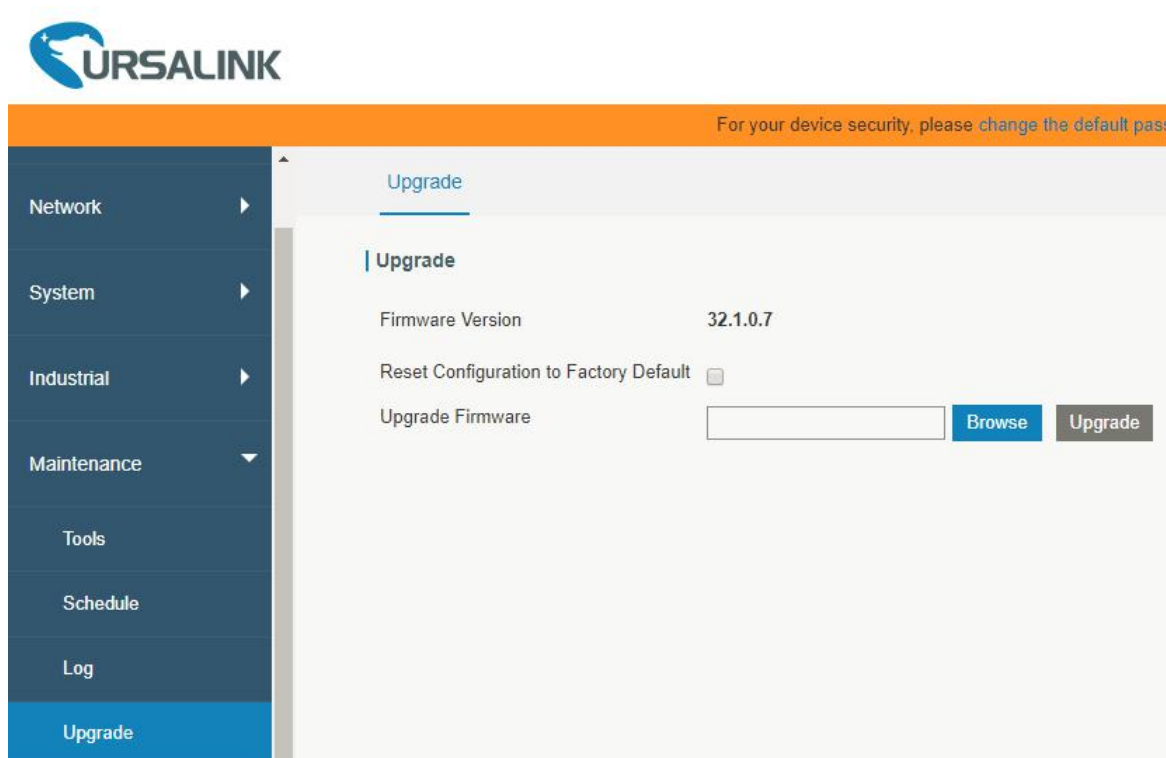 URSALINK
For your device security, please change the default
Network
System
Industrial
Maintenance
Tools
Schedule
Log
Upgrade
Upgrade
Upgrade
Firmware Version 32.1.0.7
Reset Configuration to Factory Default
Upgrade Firmware Browse Upgrade